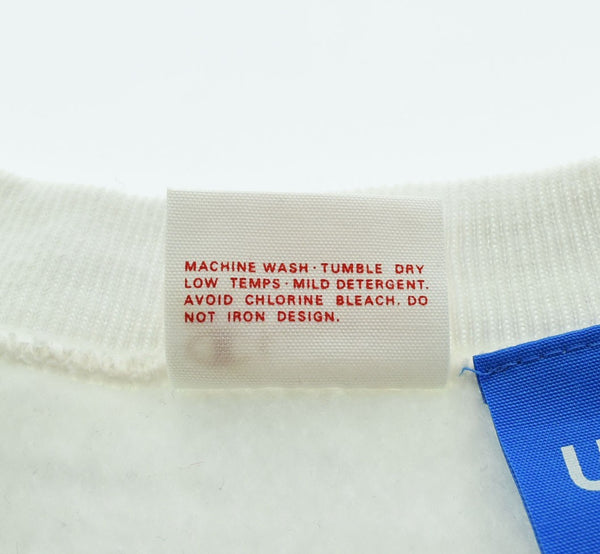 MACHINE WASH · TUMBLE DRY
LOW TEMPS · MILD DETERGENT.
AVOID CHLORINE BLEACH. DO
NOT IRON DESIGN.